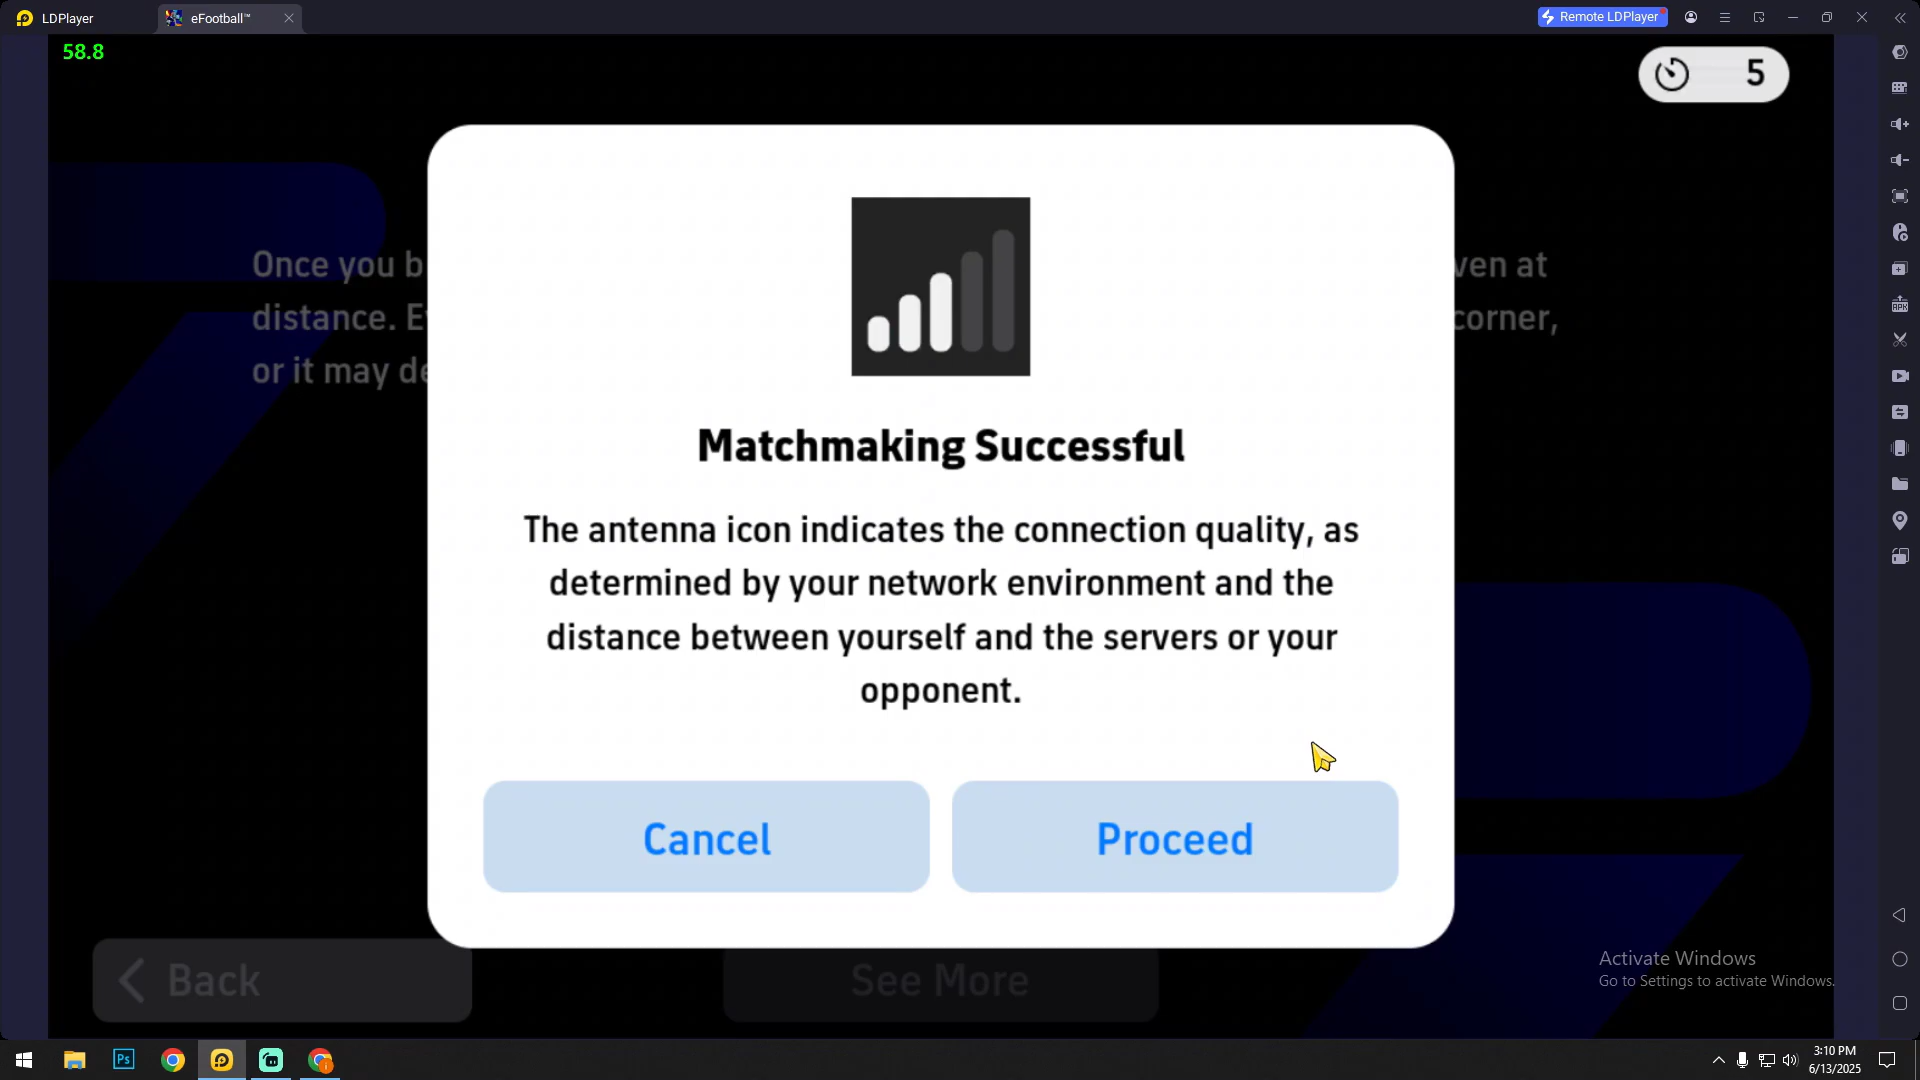 LDPlayer
eFootball™
Remote LDPlayer
58.8
5
Once you b
ven at
distance. E
corner,
or it may de
Matchmaking Successful
The antenna icon indicates the connection quality, as
determined by your network environment and the
distance between yourself and the servers or your
opponent.
Cancel
Proceed
Back
See More
Activate Windows
Go to Settings to activate Windows.
Ps
3:10 PM
6/13/2025